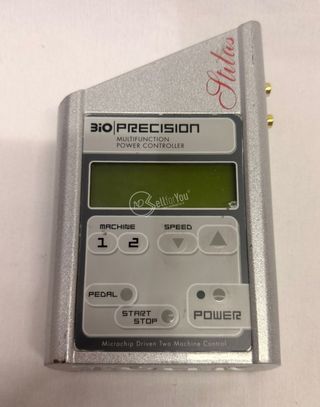 Stilus
BIO PRECISION
MULTIFUNCTION
POWER CONTROLLER
SellForYou®
MACHINE
SPEED
1 2
PEDAL
START
STOP
POWER
Microchip Driven Two Machine Control